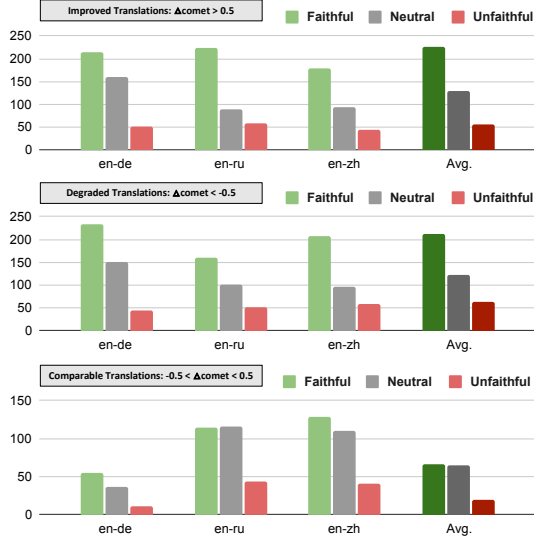 Improved Translations: Δcomet > 0.5
Faithful Neutral Unfaithful
250
200
150
100
50
0
en-de en-ru en-zh Avg.
Degraded Translations: Δcomet < -0.5
Faithful Neutral Unfaithful
250
200
150
100
50
0
en-de en-ru en-zh Avg.
Comparable Translations: -0.5 < Δcomet < 0.5
Faithful Neutral Unfaithful
150
100
50
0
en-de en-ru en-zh Avg.